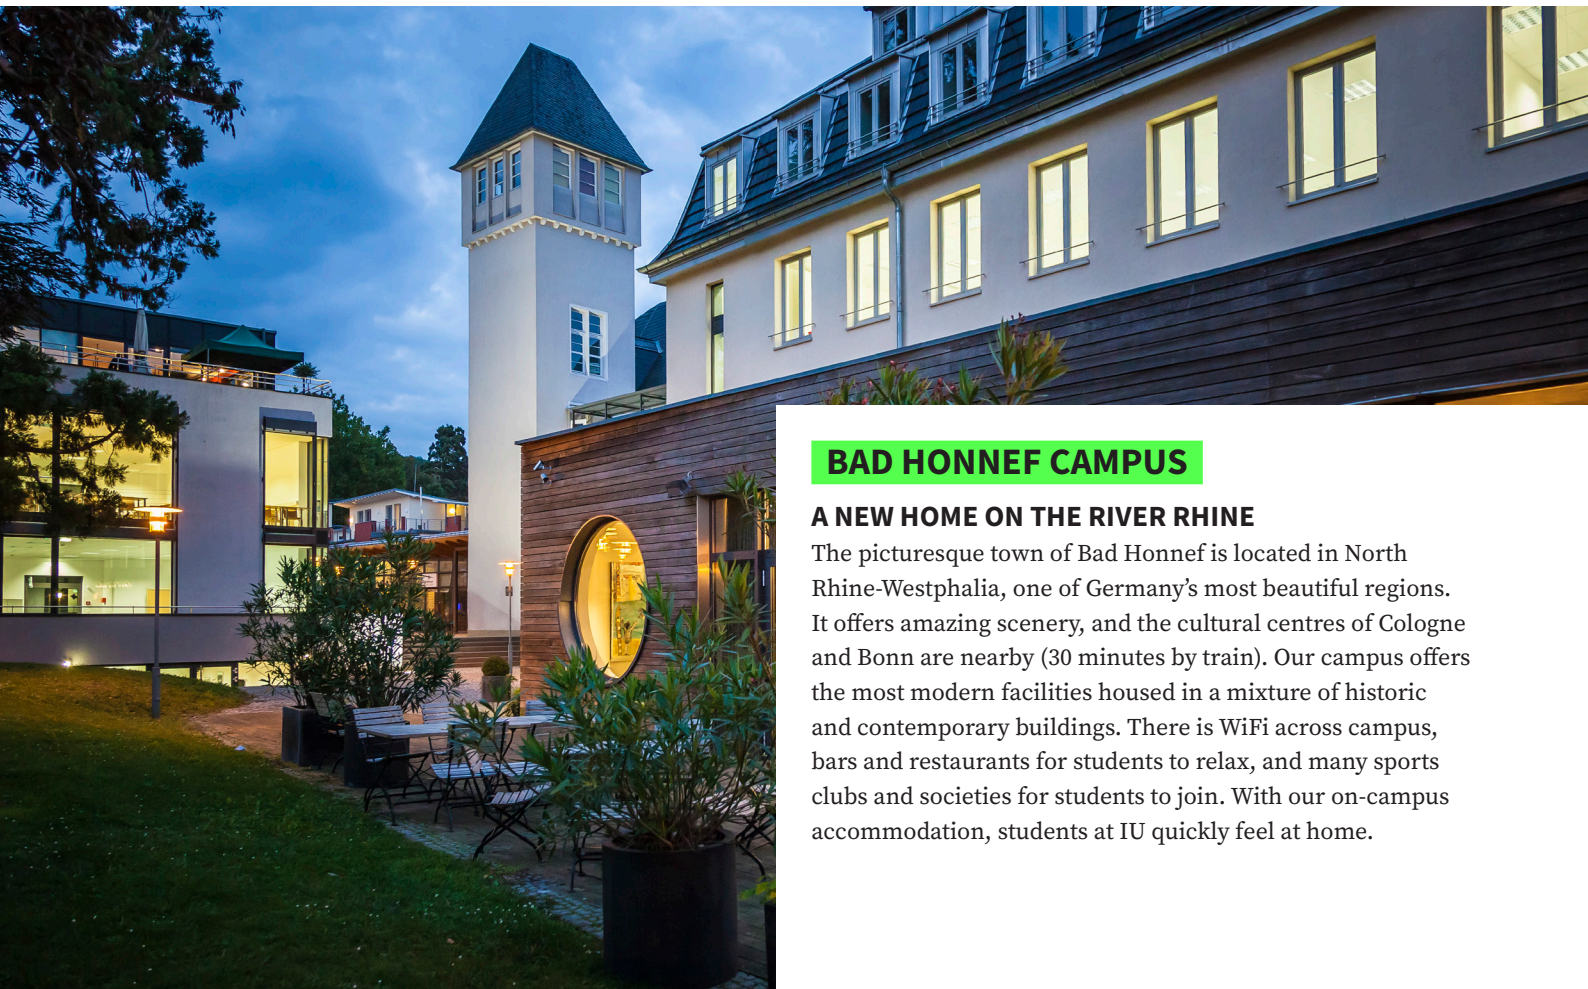 BAD HONNEF CAMPUS
A NEW HOME ON THE RIVER RHINE
The picturesque town of Bad Honnef is located in North
Rhine-Westphalia, one of Germany’s most beautiful regions.
It offers amazing scenery, and the cultural centres of Cologne
and Bonn are nearby (30 minutes by train). Our campus offers
the most modern facilities housed in a mixture of historic
and contemporary buildings. There is WiFi across campus,
bars and restaurants for students to relax, and many sports
clubs and societies for students to join. With our on-campus
accommodation, students at IU quickly feel at home.